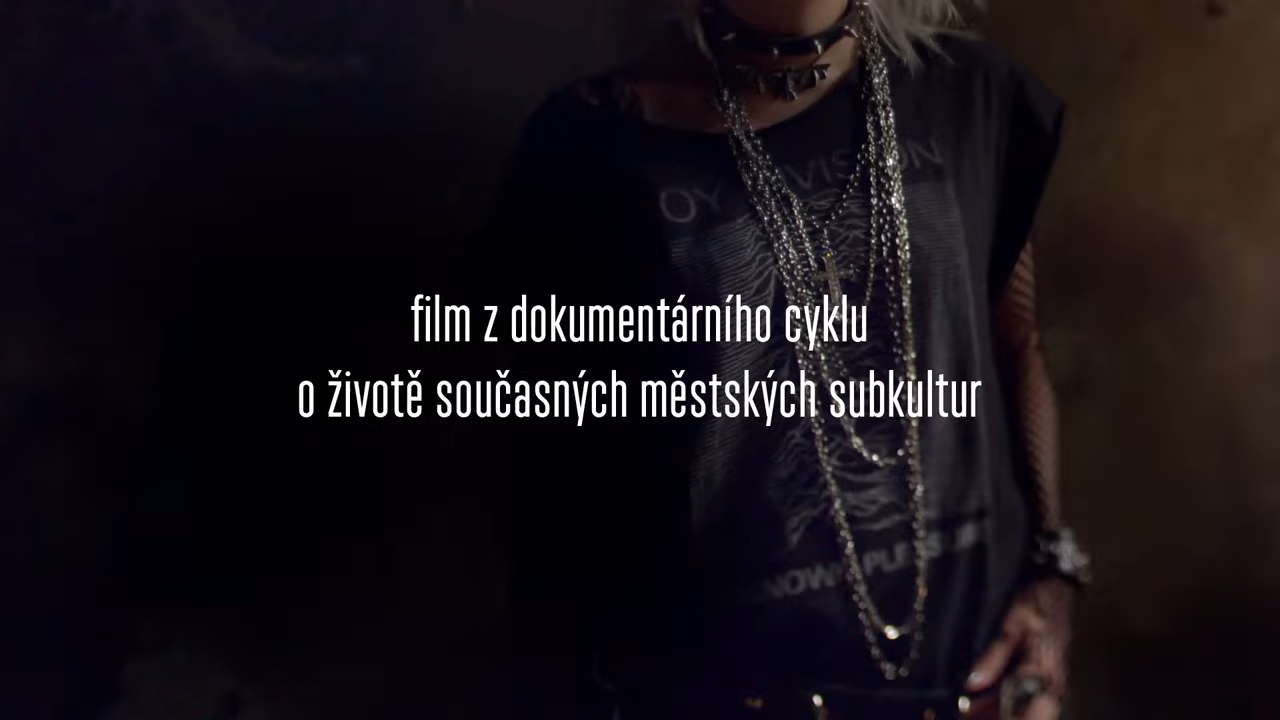 film z dokumentárního cyklu
o životě současných městských subkultur